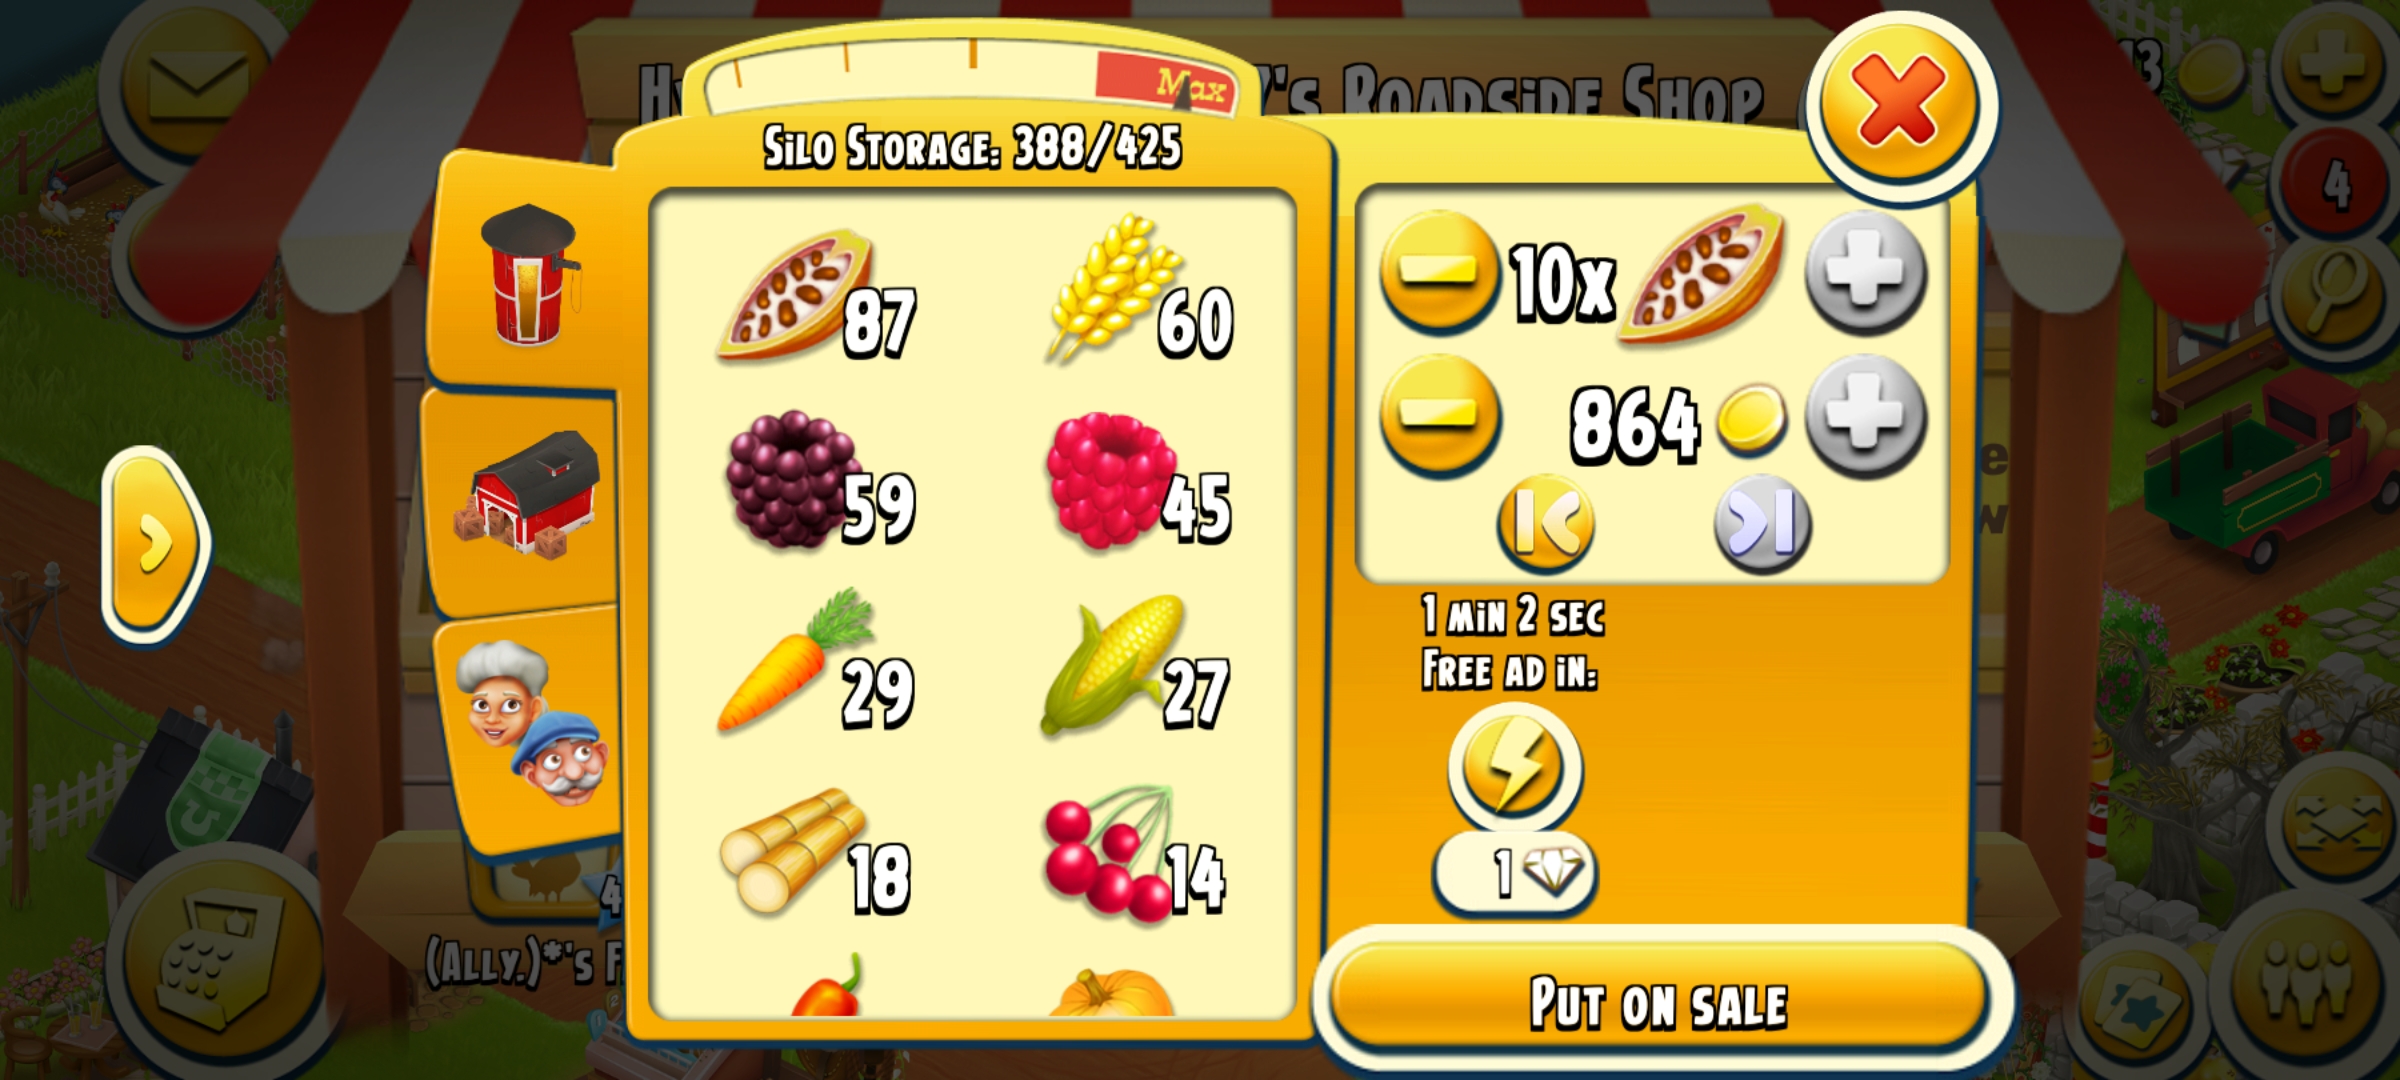 's Roadside Shop
Max
Silo Storage: 388/425
87
60
59
45
29
27
18
14
10x
864
1 min 2 sec
Free ad in:
1
Put on sale
4
(Ally.)*'s